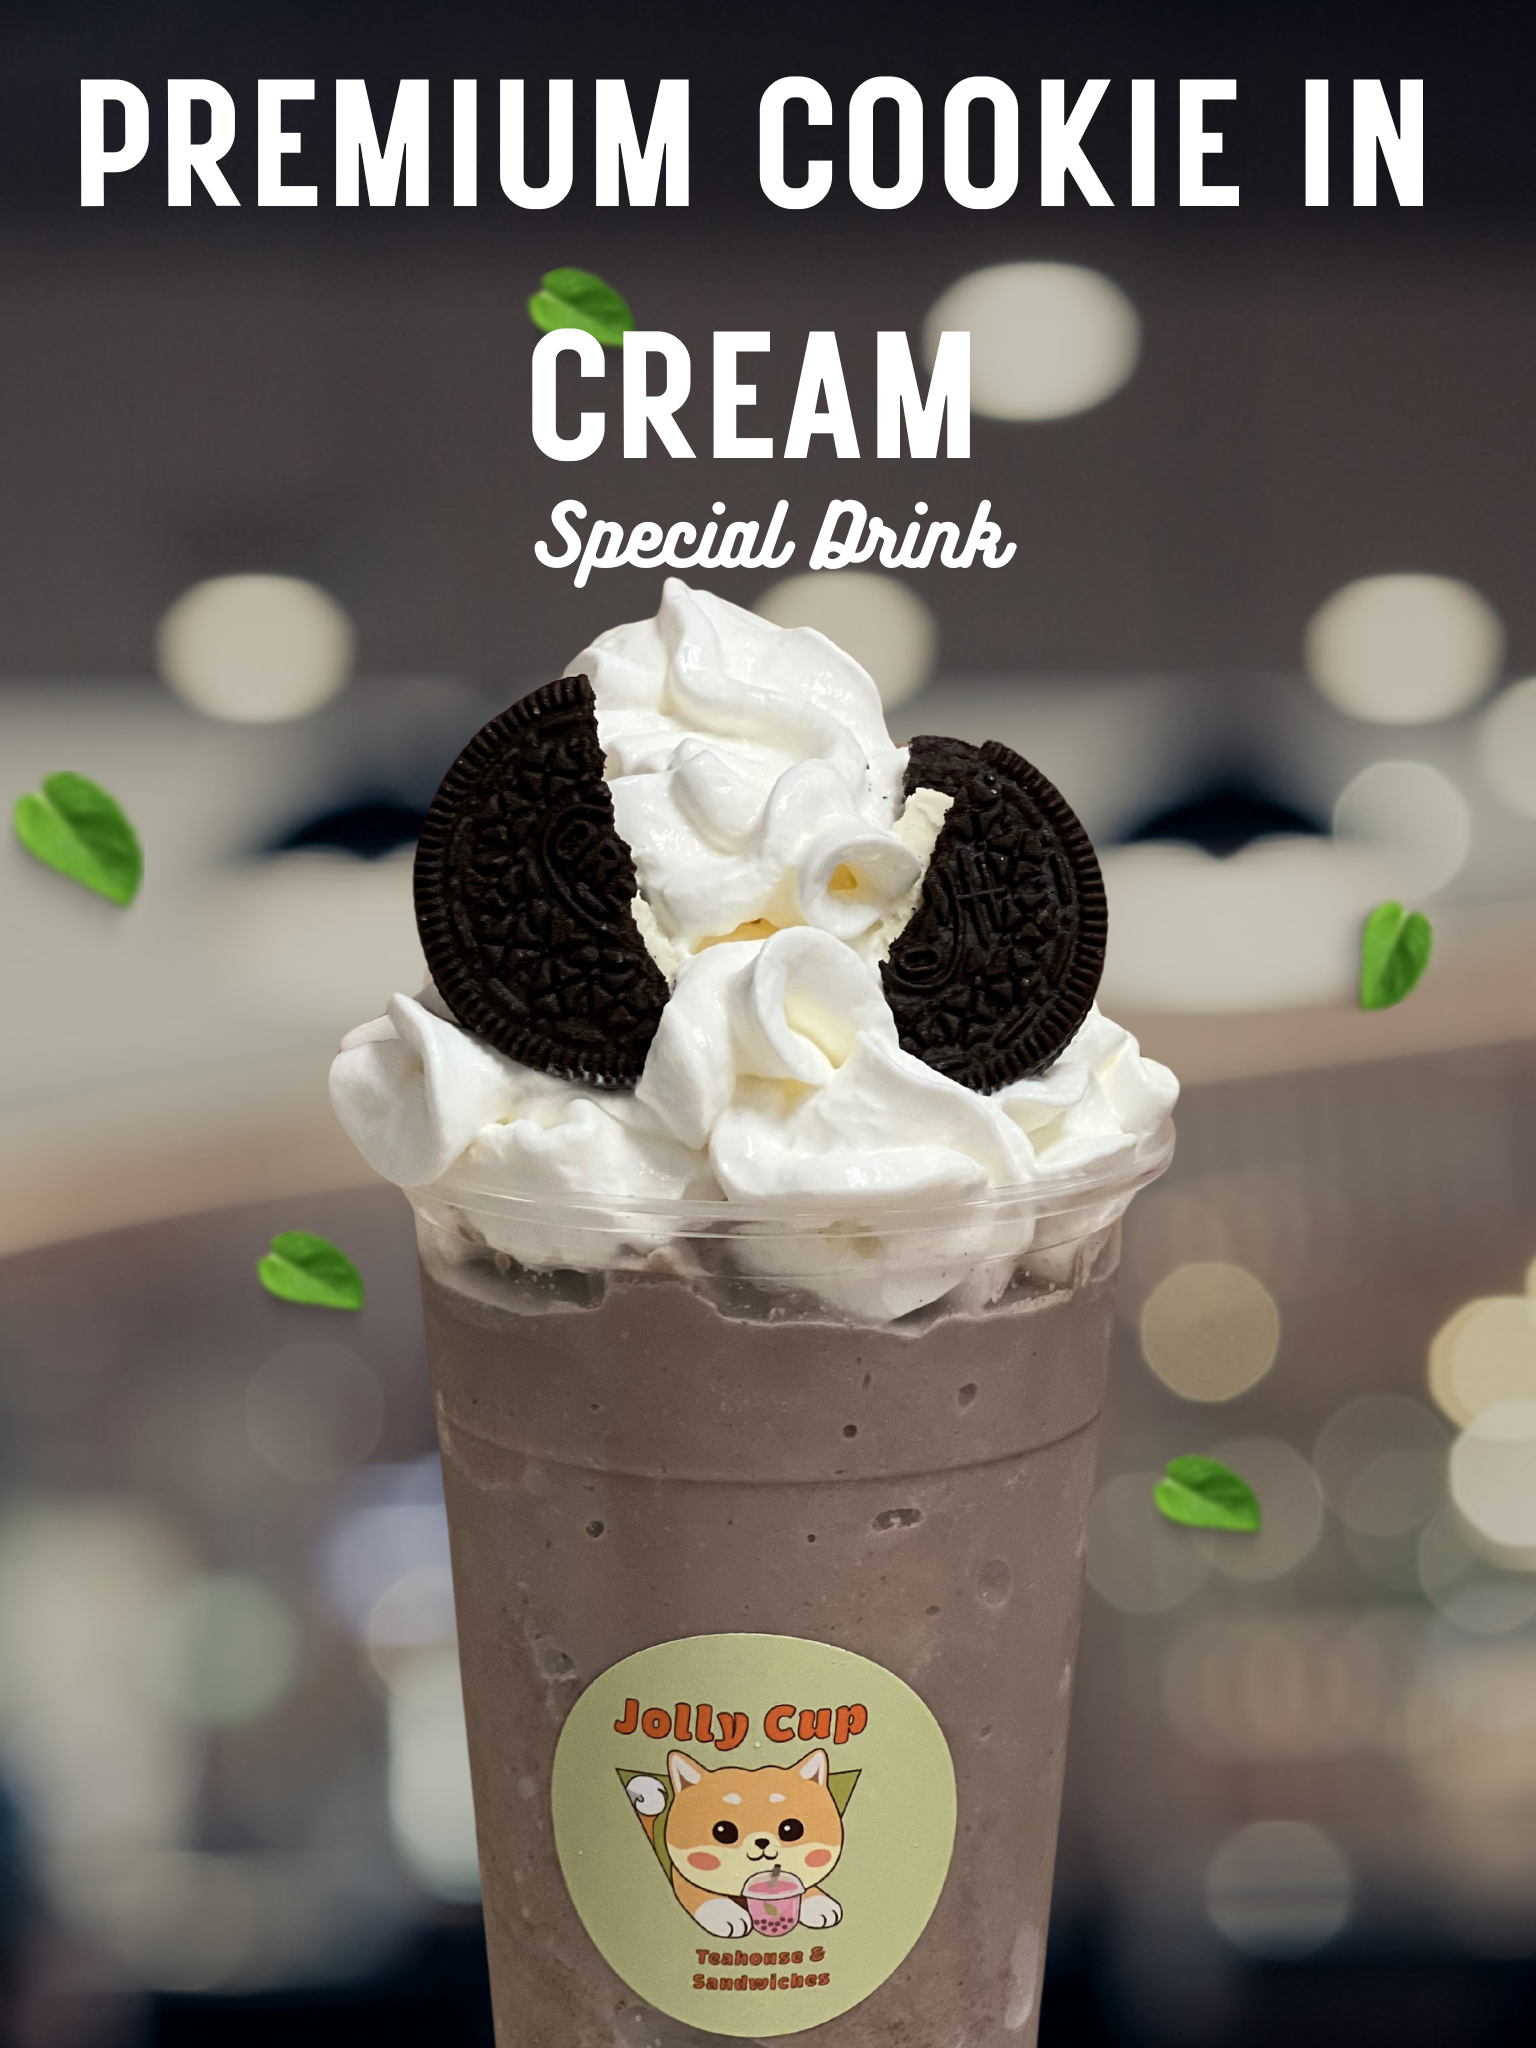 PREMIUM COOKIE IN
CREAM
Special Drink
Jolly Cup
Teahouse &
Sandwiches